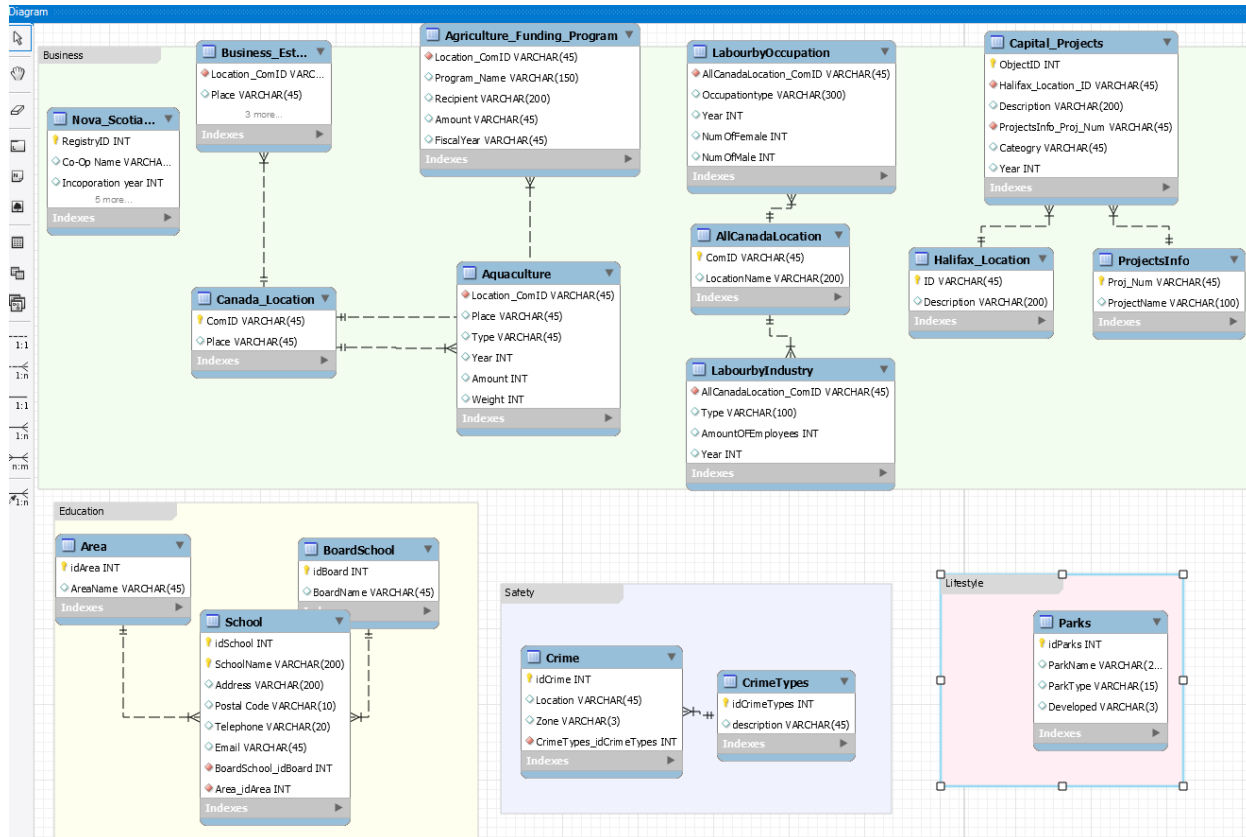 Diagram
Business
Nova_Scotia...
RegistryID INT
Co-Op Name VARCHA...
Incoporation year INT
5 more...
Indexes
Business_Est...
Location_ComID VARC...
Place VARCHAR(45)
3 more...
Indexes
Agriculture_Funding_Program
Location_ComID VARCHAR(45)
Program_Name VARCHAR(150)
Recipient VARCHAR(200)
Amount VARCHAR(45)
FiscalYear VARCHAR(45)
Indexes
LabourbyOccupation
AllCanadaLocation_ComID VARCHAR(45)
Occupationtype VARCHAR(300)
Year INT
NumOfFemale INT
NumOfMale INT
Indexes
Capital_Projects
ObjectID INT
Halifax_Location_ID VARCHAR(45)
Description VARCHAR(200)
ProjectsInfo_Proj_Num VARCHAR(45)
Cateogry VARCHAR(45)
Year INT
Indexes
Canada_Location
ComID VARCHAR(45)
Place VARCHAR(45)
Indexes
Aquaculture
Location_ComID VARCHAR(45)
Place VARCHAR(45)
Type VARCHAR(45)
Year INT
Amount INT
Weight INT
Indexes
AllCanadaLocation
ComID VARCHAR(45)
LocationName VARCHAR(200)
Indexes
Halifax_Location
ID VARCHAR(45)
Description VARCHAR(200)
Indexes
ProjectsInfo
Proj_Num VARCHAR(45)
ProjectName VARCHAR(100)
Indexes
LabourbyIndustry
AllCanadaLocation_ComID VARCHAR(45)
Type VARCHAR(100)
AmountOFEmployees INT
Year INT
Indexes
1:1
1:n
1:1
1:n
n:m
1:n
Education
Area
idArea INT
AreaName VARCHAR(45)
Indexes
BoardSchool
idBoard INT
BoardName VARCHAR(45)
School
idSchool INT
SchoolName VARCHAR(200)
Address VARCHAR(200)
Postal Code VARCHAR(10)
Telephone VARCHAR(20)
Email VARCHAR(45)
BoardSchool_idBoard INT
Area_idArea INT
Indexes
Safety
Crime
idCrime INT
Location VARCHAR(45)
Zone VARCHAR(3)
CrimeTypes_idCrimeTypes INT
Indexes
CrimeTypes
idCrimeTypes INT
description VARCHAR(45)
Indexes
Lifestyle
Parks
idParks INT
ParkName VARCHAR(2...
ParkType VARCHAR(15)
Developed VARCHAR(3)
Indexes